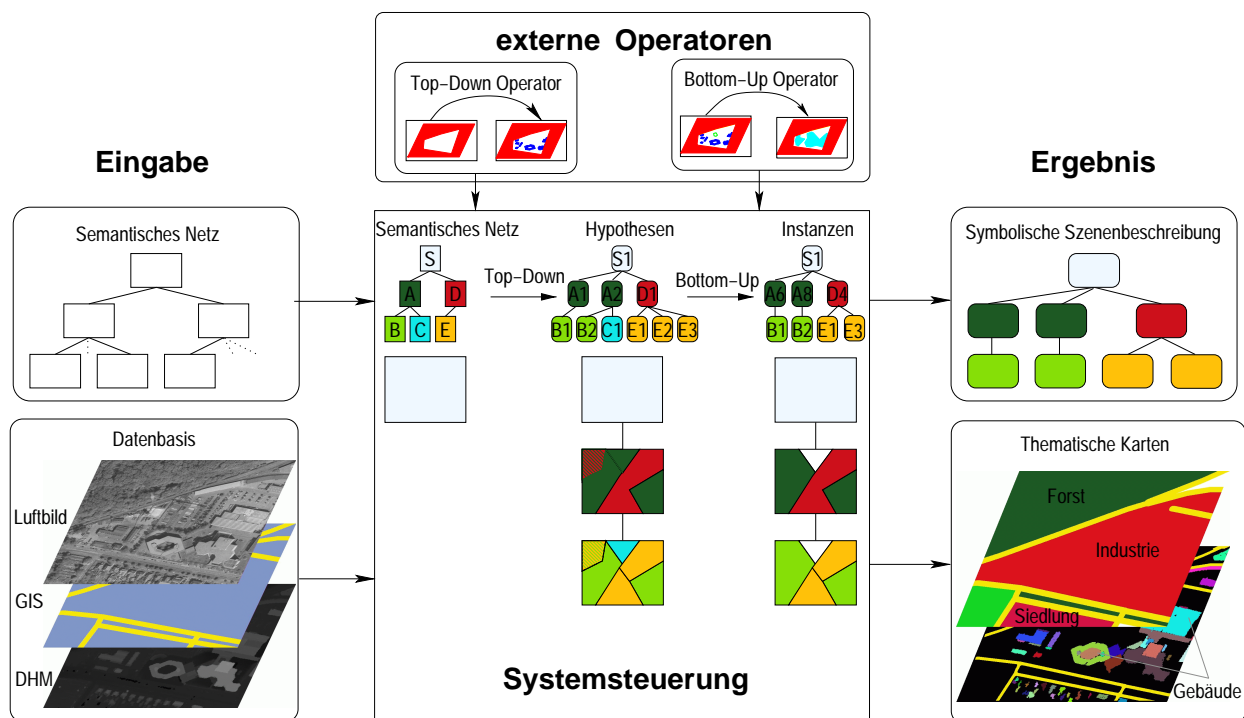 externe Operatoren
Top–Down Operator
Bottom–Up Operator
Eingabe
Ergebnis
Semantisches Netz
Semantisches Netz
Hypothesen
Instanzen
Symbolische Szenenbeschreibung
S
S1
S1
Top–Down
Bottom–Up
A
D
A1
A2
D1
A6
A8
D4
B
C
E
B1
B2
C1
E1
E2
E3
B1
B2
E1
E3
Datenbasis
Thematische Karten
Luftbild
Forst
Industrie
GIS
Siedlung
DHM
Gebäude
Systemsteuerung